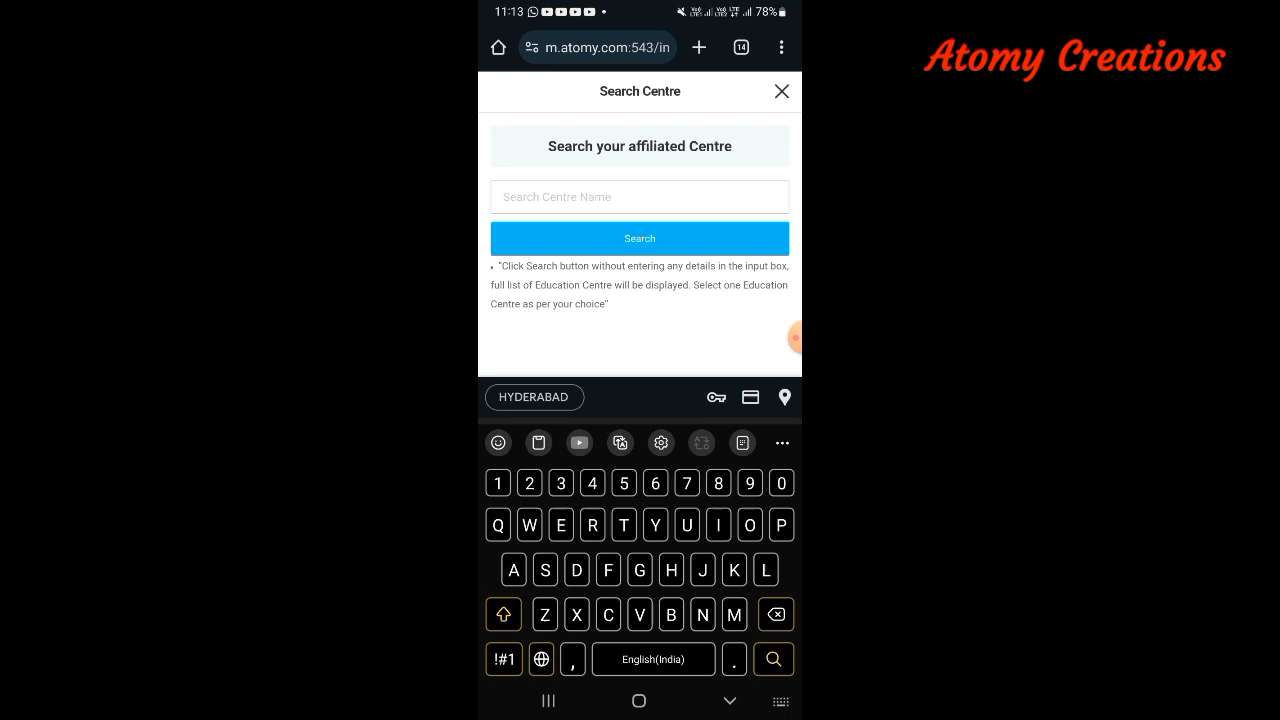 11:13 78%
m.atomy.com:543/in 14
Atomy Creations
Search Centre
Search your affiliated Centre
Search Centre Name
Search
• "Click Search button without entering any details in the input box,
full list of Education Centre will be displayed. Select one Education
Centre as per your choice"
HYDERABAD
1 2 3 4 5 6 7 8 9 0
Q W E R T Y U I O P
A S D F G H J K L
Z X C V B N M
!#1 , English(India) .